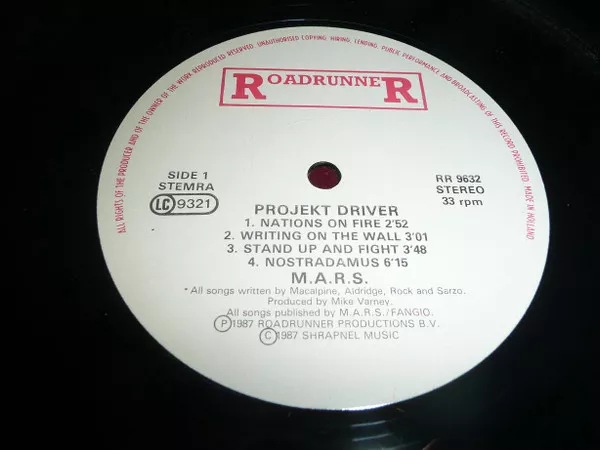 ALL RIGHTS OF THE PRODUCER AND OF THE OWNER OF THE WORK REPRODUCED RESERVED. UNAUTHORISED COPYING, HIRING, LENDING, PUBLIC PERFORMANCE AND BROADCASTING OF THIS RECORD PROHIBITED. MADE IN HOLLAND
ROADRUNNER
SIDE 1
STEMRA
LC 9321
RR 9632
STEREO
33 rpm
PROJEKT DRIVER
1. NATIONS ON FIRE 2'52
2. WRITING ON THE WALL 3'01
3. STAND UP AND FIGHT 3'48
4. NOSTRADAMUS 6'15
M.A.R.S.
* All songs written by Macalpine, Aldridge, Rock and Sarzo.
Produced by Mike Varney.
All songs published by M.A.R.S./FANGIO.
Ⓟ1987 ROADRUNNER PRODUCTIONS B.V.
©1987 SHRAPNEL MUSIC